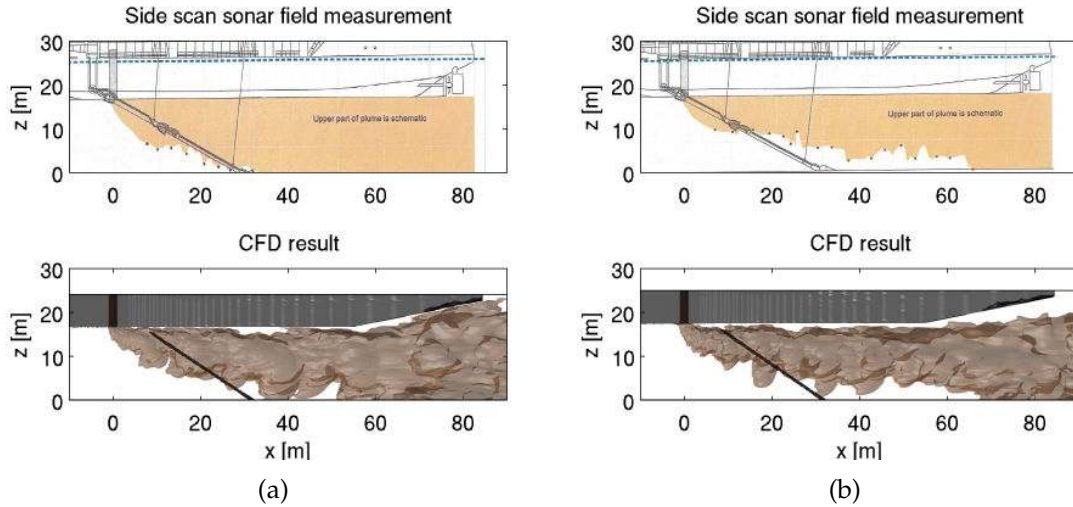 Side scan sonar field measurement
30
20
10
0
z [m]
Upper part of plume is schematic
0 20 40 60 80
CFD result
30
20
10
0
z [m]
0 20 40 60 80
x [m]
(a)
Side scan sonar field measurement
30
20
10
0
z [m]
Upper part of plume is schematic
0 20 40 60 80
CFD result
30
20
10
0
z [m]
0 20 40 60 80
x [m]
(b)